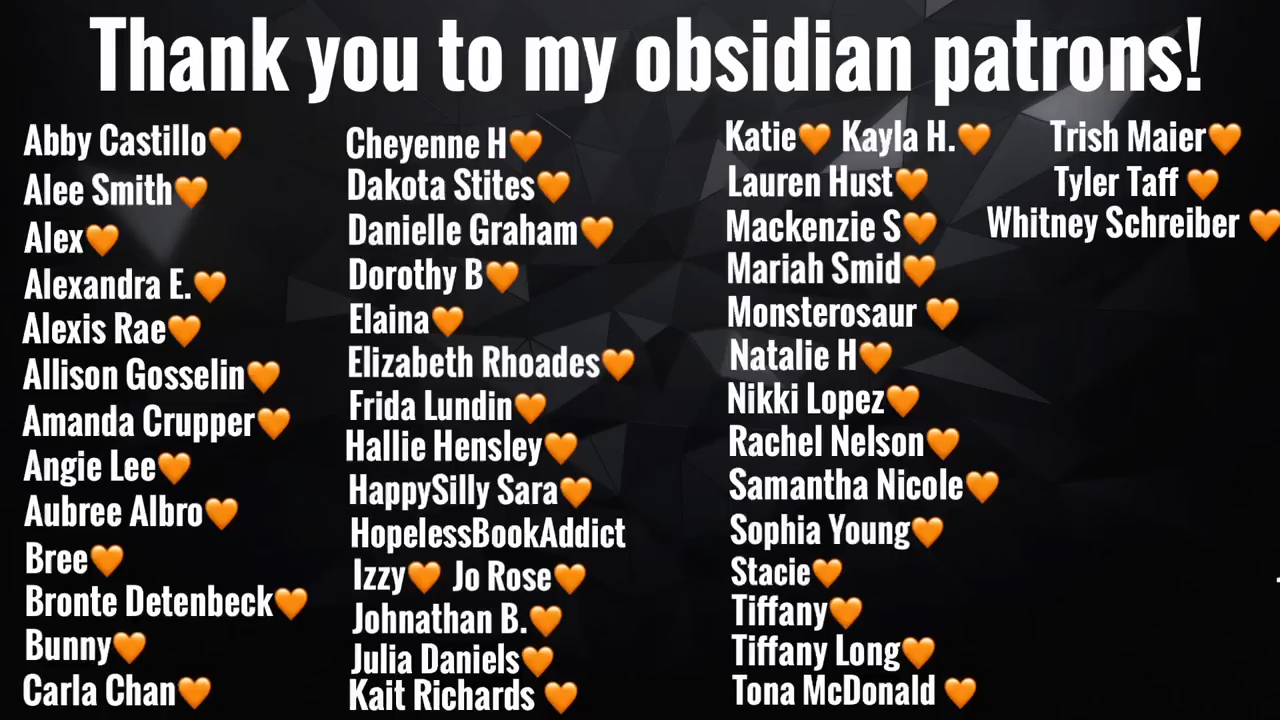 Thank you to my obsidian patrons!
Abby Castillo🧡
Alee Smith🧡
Alex🧡
Alexandra E.🧡
Alexis Rae🧡
Allison Gosselin🧡
Amanda Crupper🧡
Angie Lee🧡
Aubree Albro🧡
Bree🧡
Bronte Detenbeck🧡
Bunny🧡
Carla Chan🧡
Cheyenne H🧡
Dakota Stites🧡
Danielle Graham🧡
Dorothy B🧡
Elaina🧡
Elizabeth Rhoades🧡
Frida Lundin🧡
Hallie Hensley🧡
HappySilly Sara🧡
HopelessBookAddict
Izzy🧡 Jo Rose🧡
Johnathan B.🧡
Julia Daniels🧡
Kait Richards 🧡
Katie🧡 Kayla H.🧡
Lauren Hust🧡
Mackenzie S🧡
Mariah Smid🧡
Monsterosaur 🧡
Natalie H🧡
Nikki Lopez🧡
Rachel Nelson🧡
Samantha Nicole🧡
Sophia Young🧡
Stacie🧡
Tiffany🧡
Tiffany Long🧡
Tona McDonald 🧡
Trish Maier🧡
Tyler Taff 🧡
Whitney Schreiber 🧡